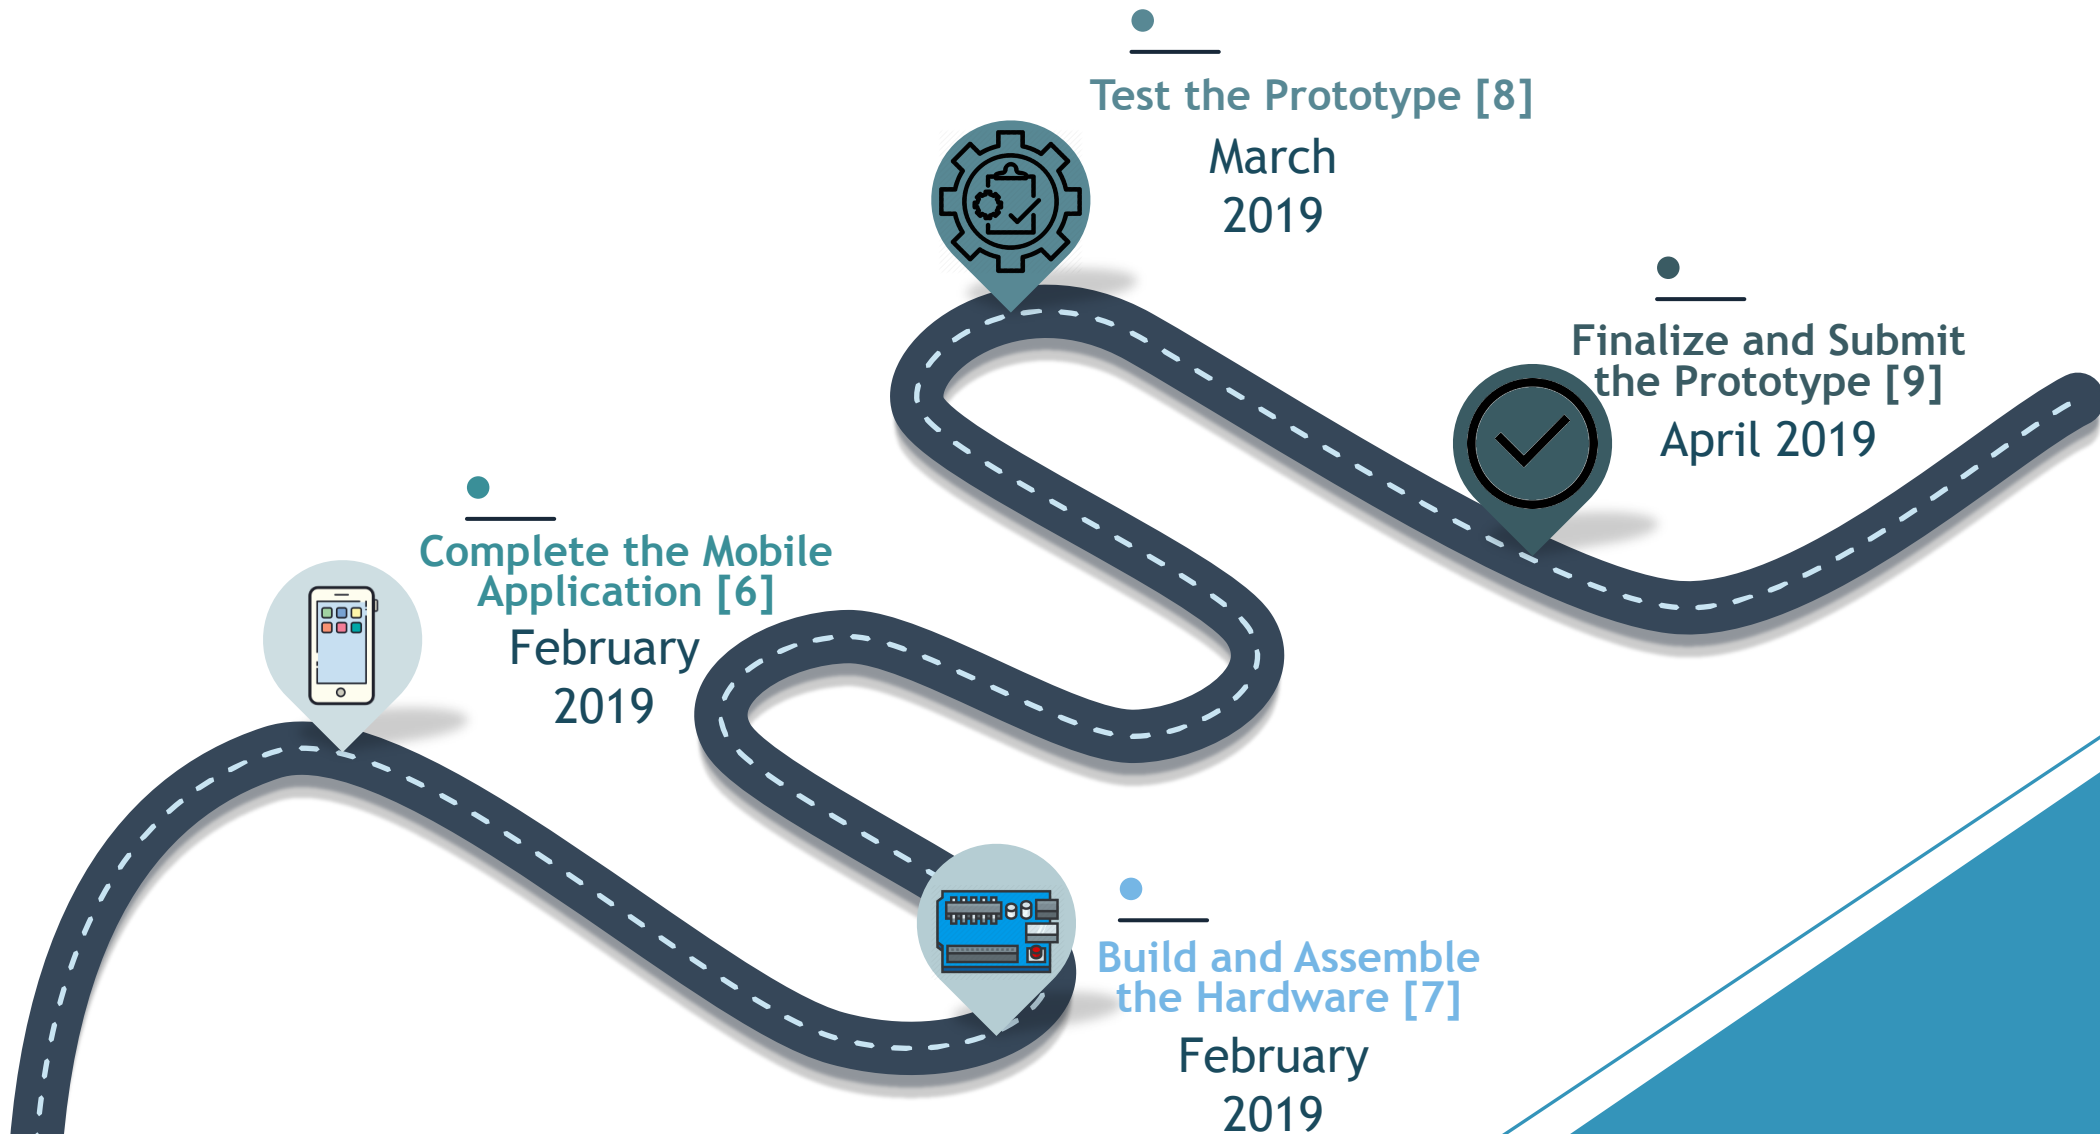 Test the Prototype [8]
March
2019
Finalize and Submit
the Prototype [9]
April 2019
Complete the Mobile
Application [6]
February
2019
Build and Assemble
the Hardware [7]
February
2019